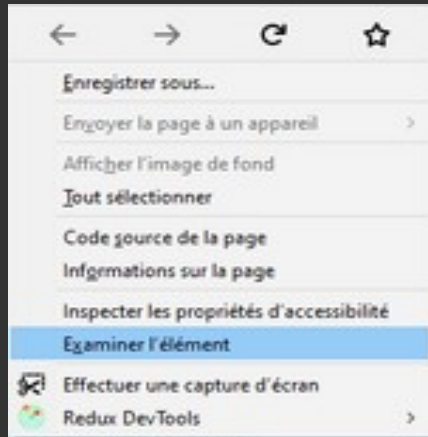 Enregistrer sous...
Envoyer la page à un appareil
Afficher l'image de fond
Tout sélectionner
Code source de la page
Informations sur la page
Inspecter les propriétés d'accessibilité
Examiner l'élément
Effectuer une capture d'écran
Redux DevTools